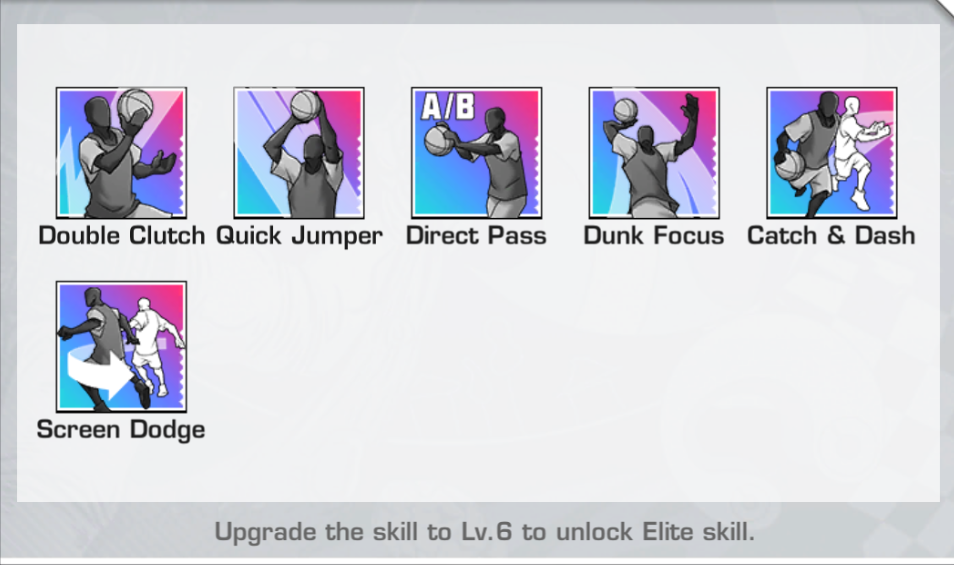 A/B
Double Clutch
Quick Jumper
Direct Pass
Dunk Focus
Catch & Dash
Screen Dodge
Upgrade the skill to Lv.6 to unlock Elite skill.